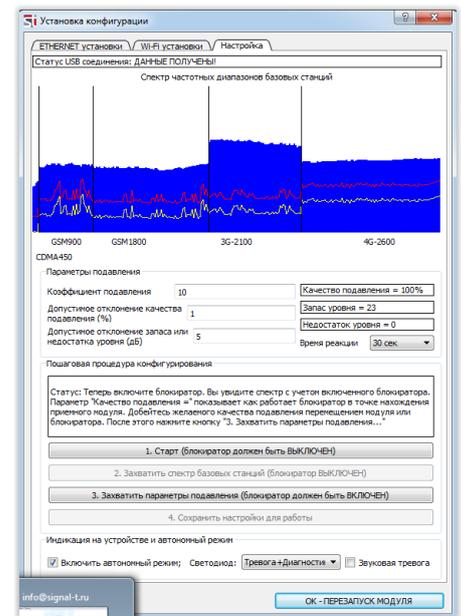 Установка конфигурации
ETHERNET установки
Wi-Fi установки
Настройка
Статус USB соединения: ДАННЫЕ ПОЛУЧЕНЫ!
Спектр частотных диапазонов базовых станций
GSM900 GSM1800 3G-2100 4G-2600
CDMA450
Параметры подавления
Коэффициент подавления 10
Качество подавления = 100%
Допустимое отклонение качества
подавления (%) 1
Запас уровня = 23
Недостаток уровня = 0
Допустимое отклонение запаса или
недостатка уровня (дБ) 5
Время реакции 30 сек
Пошаговая процедура конфигурирования
Статус: Теперь включите блокиратор. Вы увидите спектр с учетом включенного блокиратора.
Параметр "Качество подавления =" показывает как работает блокиратор в точке нахождения
приемного модуля. Добейтесь желаемого качества подавления перемещением модуля или
блокиратора. После этого нажмите кнопку "3. Захватить параметры подавления..."
1. Старт (блокиратор должен быть ВЫКЛЮЧЕН)
2. Захватить спектр базовых станций (блокиратор ВЫКЛЮЧЕН)
3. Захватить параметры подавления (блокиратор должен быть ВКЛЮЧЕН)
4. Сохранить настройки для работы
Индикация на устройстве и автономный режим
Включить автономный режим; Светодиод: Тревога+Диагности Звуковая тревога
info@signal-t.ru
ОК - ПЕРЕЗАПУСК МОДУЛЯ